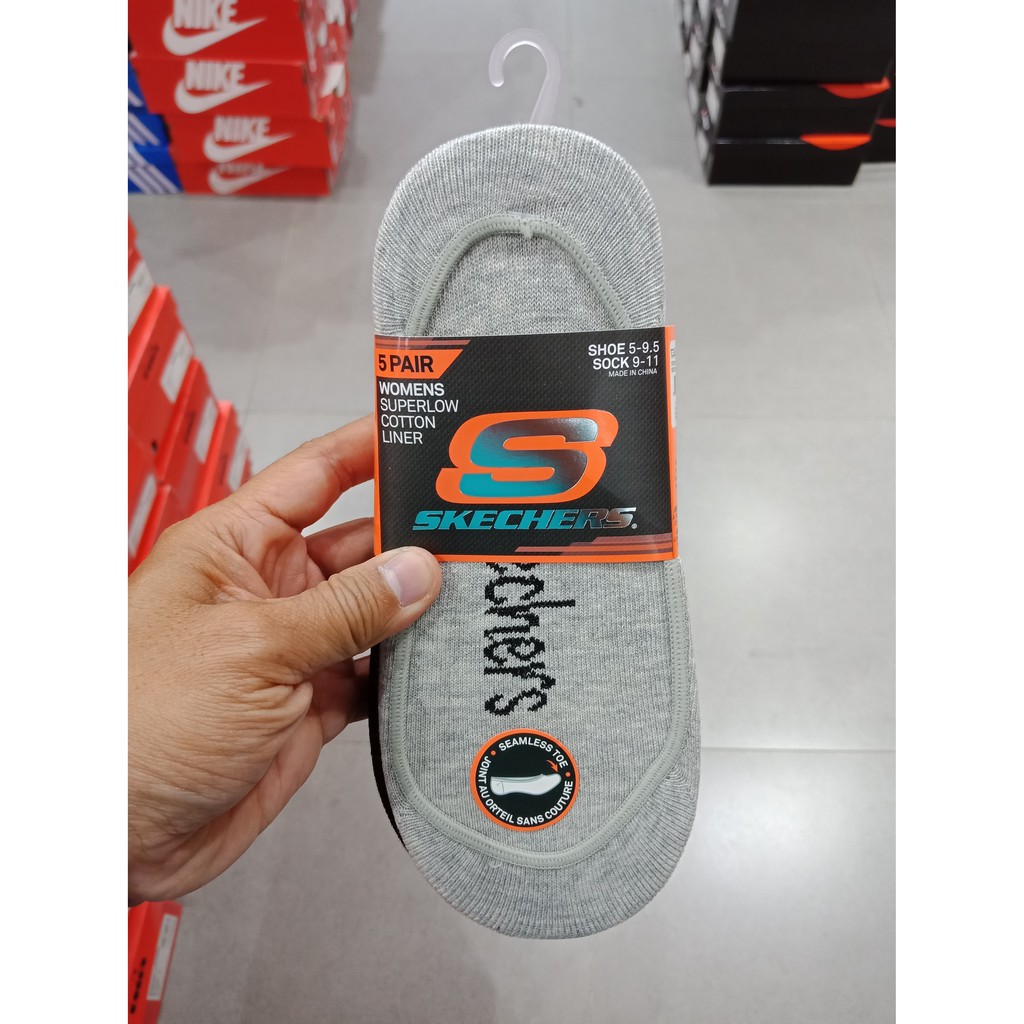 NIKE
NIKE
NIKE
5 PAIR
WOMENS
SUPERLOW
COTTON
LINER
SHOE 5-9.5
SOCK 9-11
MADE IN CHINA
S
SKECHERS®
chers
SEAMLESS TOE
JOINT AU ORTEIL SANS COUTURE